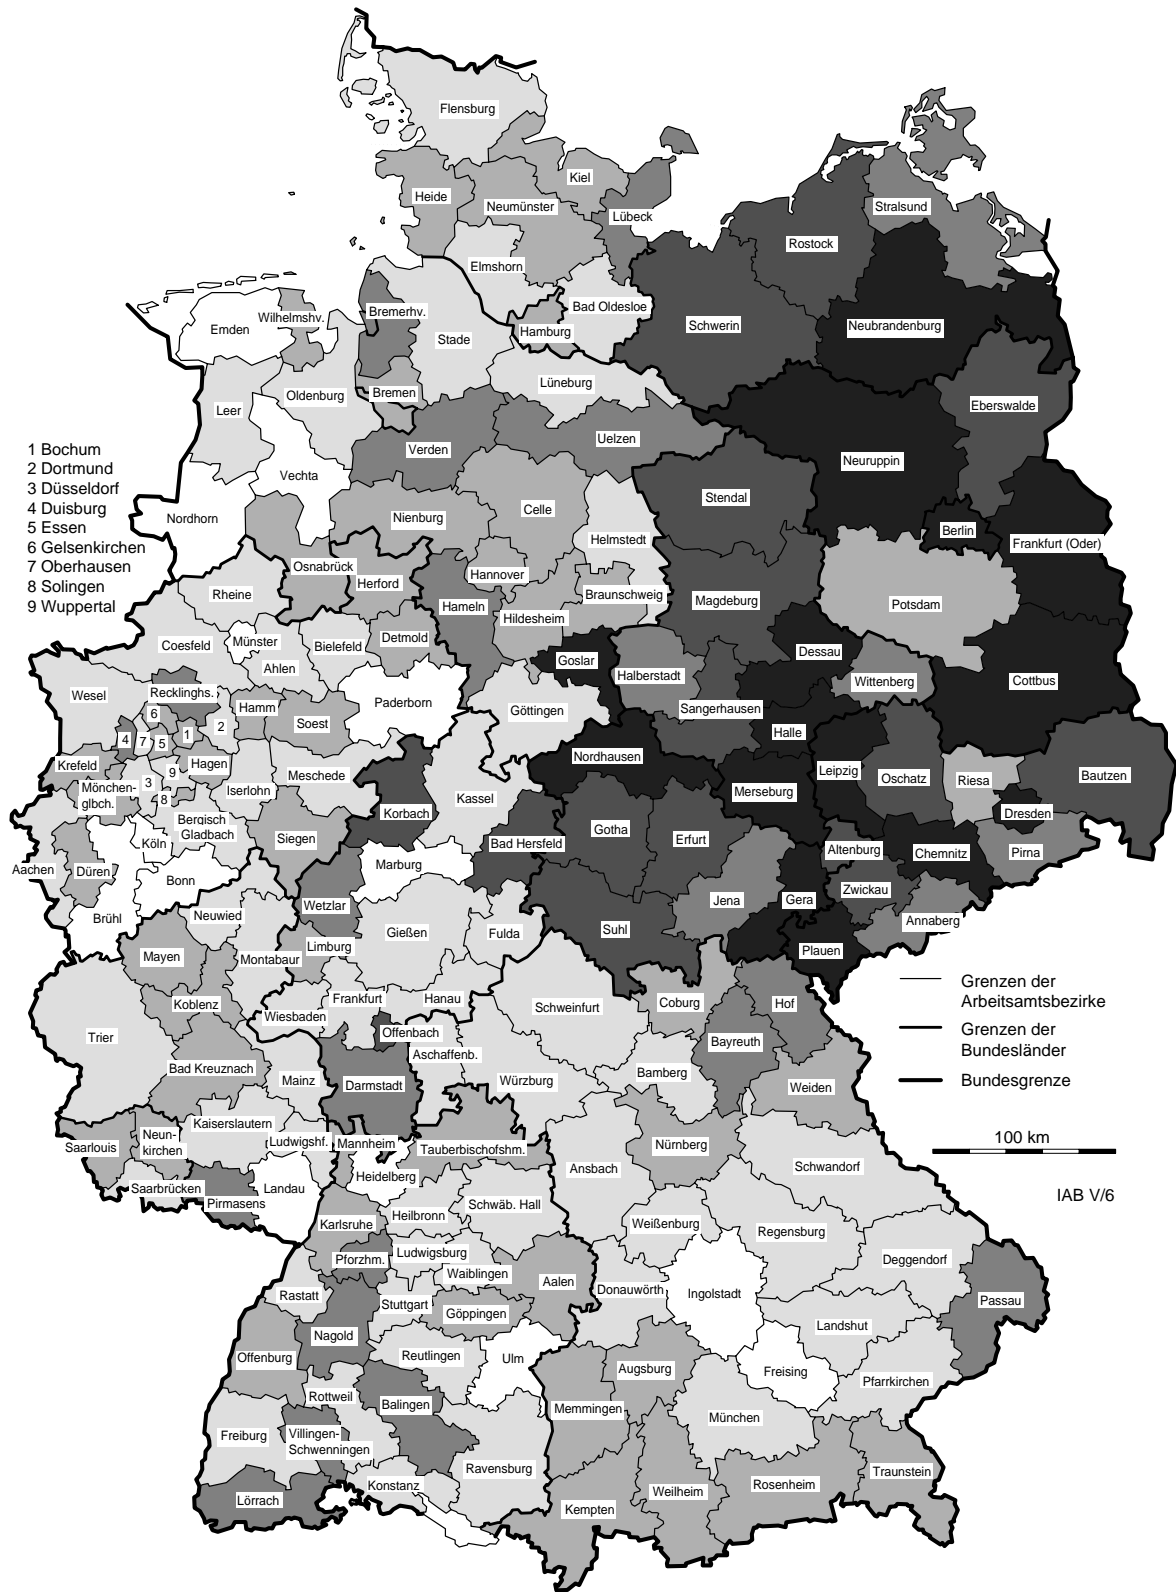 Flensburg
Kiel
Heide
Neumünster
Lübeck
Stralsund
Rostock
Elmshorn
Bad Oldesloe
Bremerhv.
Wilhelmshv.
Emden
Hamburg
Schwerin
Neubrandenburg
Stade
Lüneburg
Oldenburg
Bremen
Leer
Eberswalde
Uelzen
Verden
Neuruppin
1 Bochum
2 Dortmund
3 Düsseldorf
4 Duisburg
5 Essen
6 Gelsenkirchen
7 Oberhausen
8 Solingen
9 Wuppertal
Vechta
Stendal
Nordhorn
Nienburg
Celle
Helmstedt
Berlin
Frankfurt (Oder)
Osnabrück
Herford
Hannover
Rheine
Braunschweig
Magdeburg
Potsdam
Hameln
Hildesheim
Coesfeld
Münster
Bielefeld
Detmold
Ahlen
Goslar
Dessau
Halberstadt
Wittenberg
Cottbus
Wesel
Recklinghs.
Paderborn
Göttingen
Sangerhausen
Hamm
Soest
6
2
1
4
7
5
Halle
Nordhausen
Krefeld
Hagen
9
3
8
Meschede
Leipzig
Oschatz
Riesa
Bautzen
Mönchen-
glbch.
Iserlohn
Kassel
Merseburg
Korbach
Dresden
Bergisch
Gladbach
Köln
Siegen
Bad Hersfeld
Gotha
Erfurt
Altenburg
Chemnitz
Pirna
Aachen
Düren
Bonn
Marburg
Zwickau
Brühl
Neuwied
Wetzlar
Jena
Gera
Annaberg
Gießen
Fulda
Suhl
Limburg
Plauen
Mayen
Montabaur
Grenzen der
Arbeitsamtsbezirke
Koblenz
Frankfurt
Hanau
Schweinfurt
Coburg
Hof
Wiesbaden
Trier
Offenbach
Grenzen der
Bundesländer
Bayreuth
Aschaffenb.
Bad Kreuznach
Mainz
Darmstadt
Würzburg
Bamberg
Weiden
Bundesgrenze
Kaiserslautern
Neun-
kirchen
Saarlouis
Ludwigshf.
Mannheim
Tauberbischofshm.
Nürnberg
100 km
Heidelberg
Ansbach
Schwandorf
Saarbrücken
Pirmasens
Landau
IAB V/6
Schwäb. Hall
Heilbronn
Karlsruhe
Weißenburg
Regensburg
Ludwigsburg
Pforzhm.
Waiblingen
Aalen
Deggendorf
Rastatt
Stuttgart
Göppingen
Donauwörth
Ingolstadt
Passau
Landshut
Nagold
Reutlingen
Ulm
Offenburg
Augsburg
Freising
Pfarrkirchen
Rottweil
Balingen
Memmingen
München
Freiburg
Villingen-
Schwenningen
Ravensburg
Traunstein
Konstanz
Rosenheim
Weilheim
Lörrach
Kempten